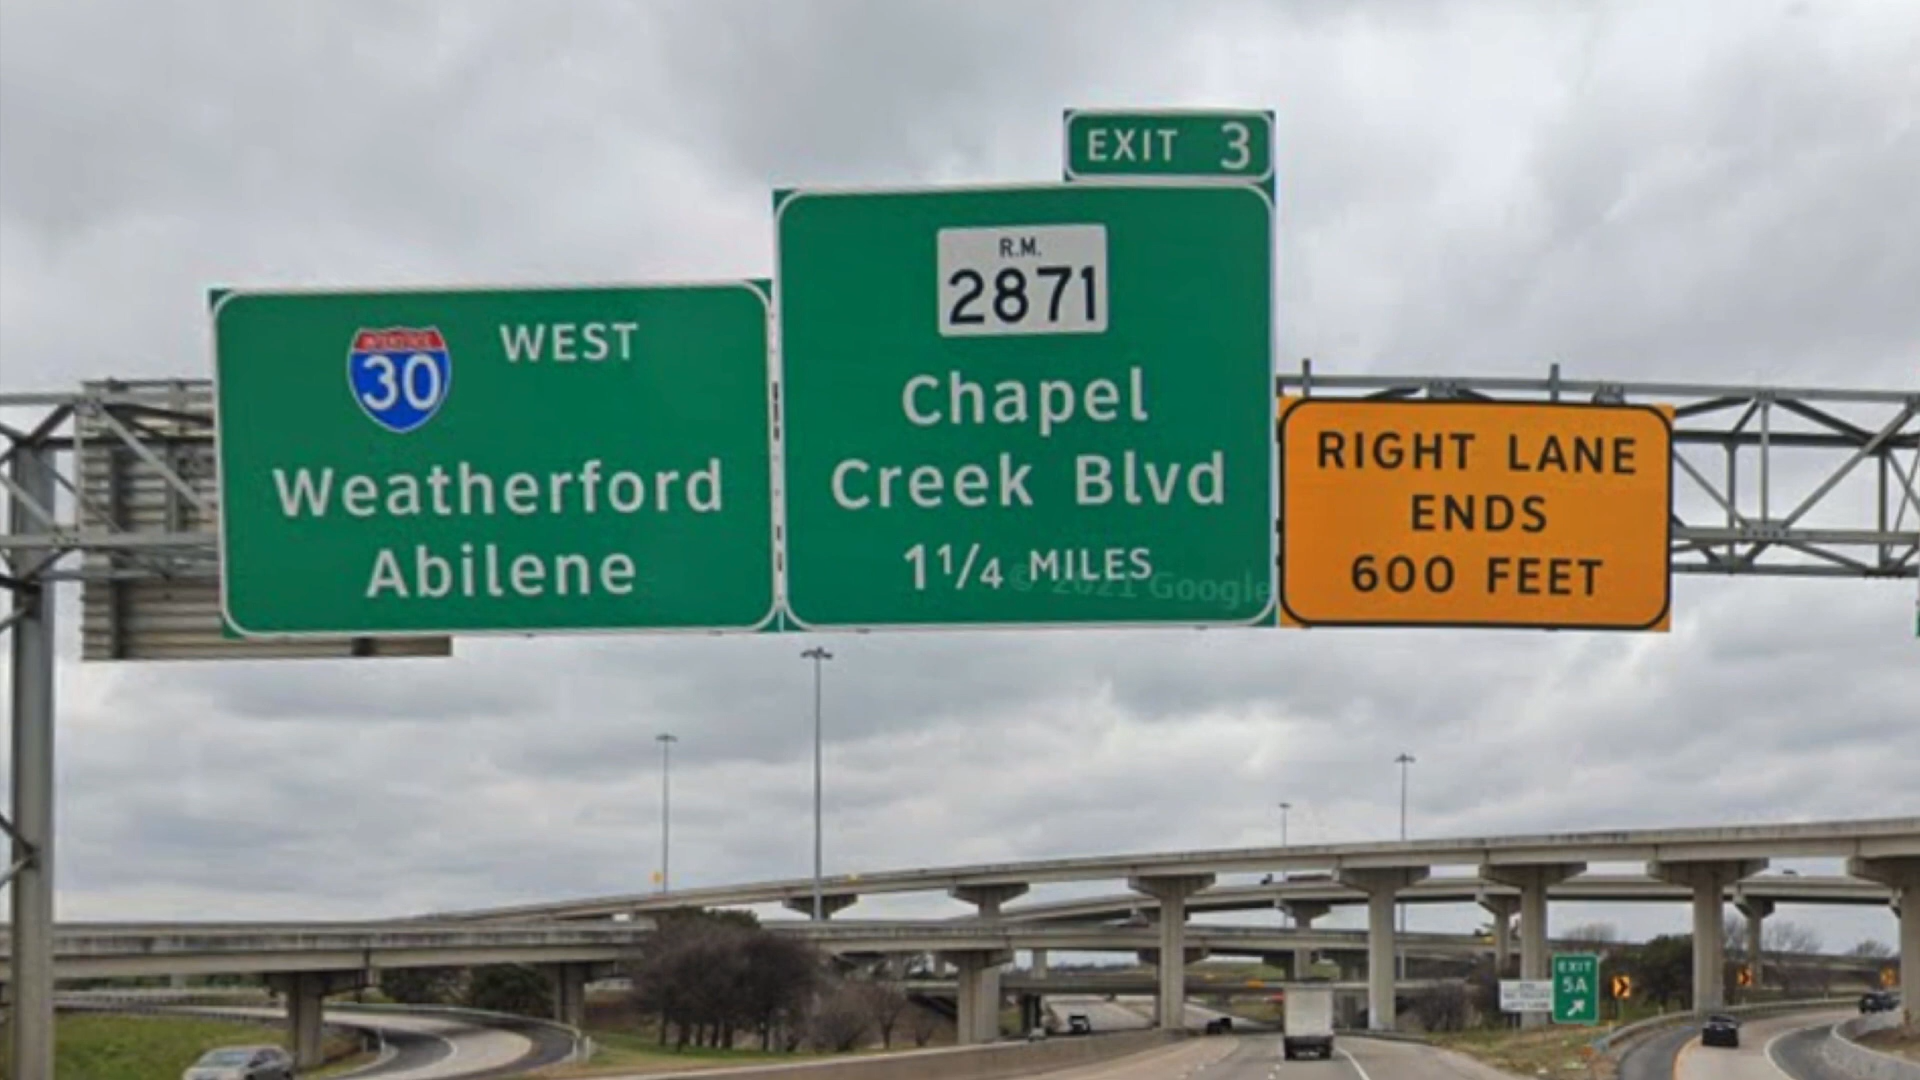 INTERSTATE
30
WEST
Weatherford
Abilene
EXIT 3
R.M.
2871
Chapel
Creek Blvd
1 1/4 MILES
© 2021 Google
RIGHT LANE
ENDS
600 FEET
EXIT
5A